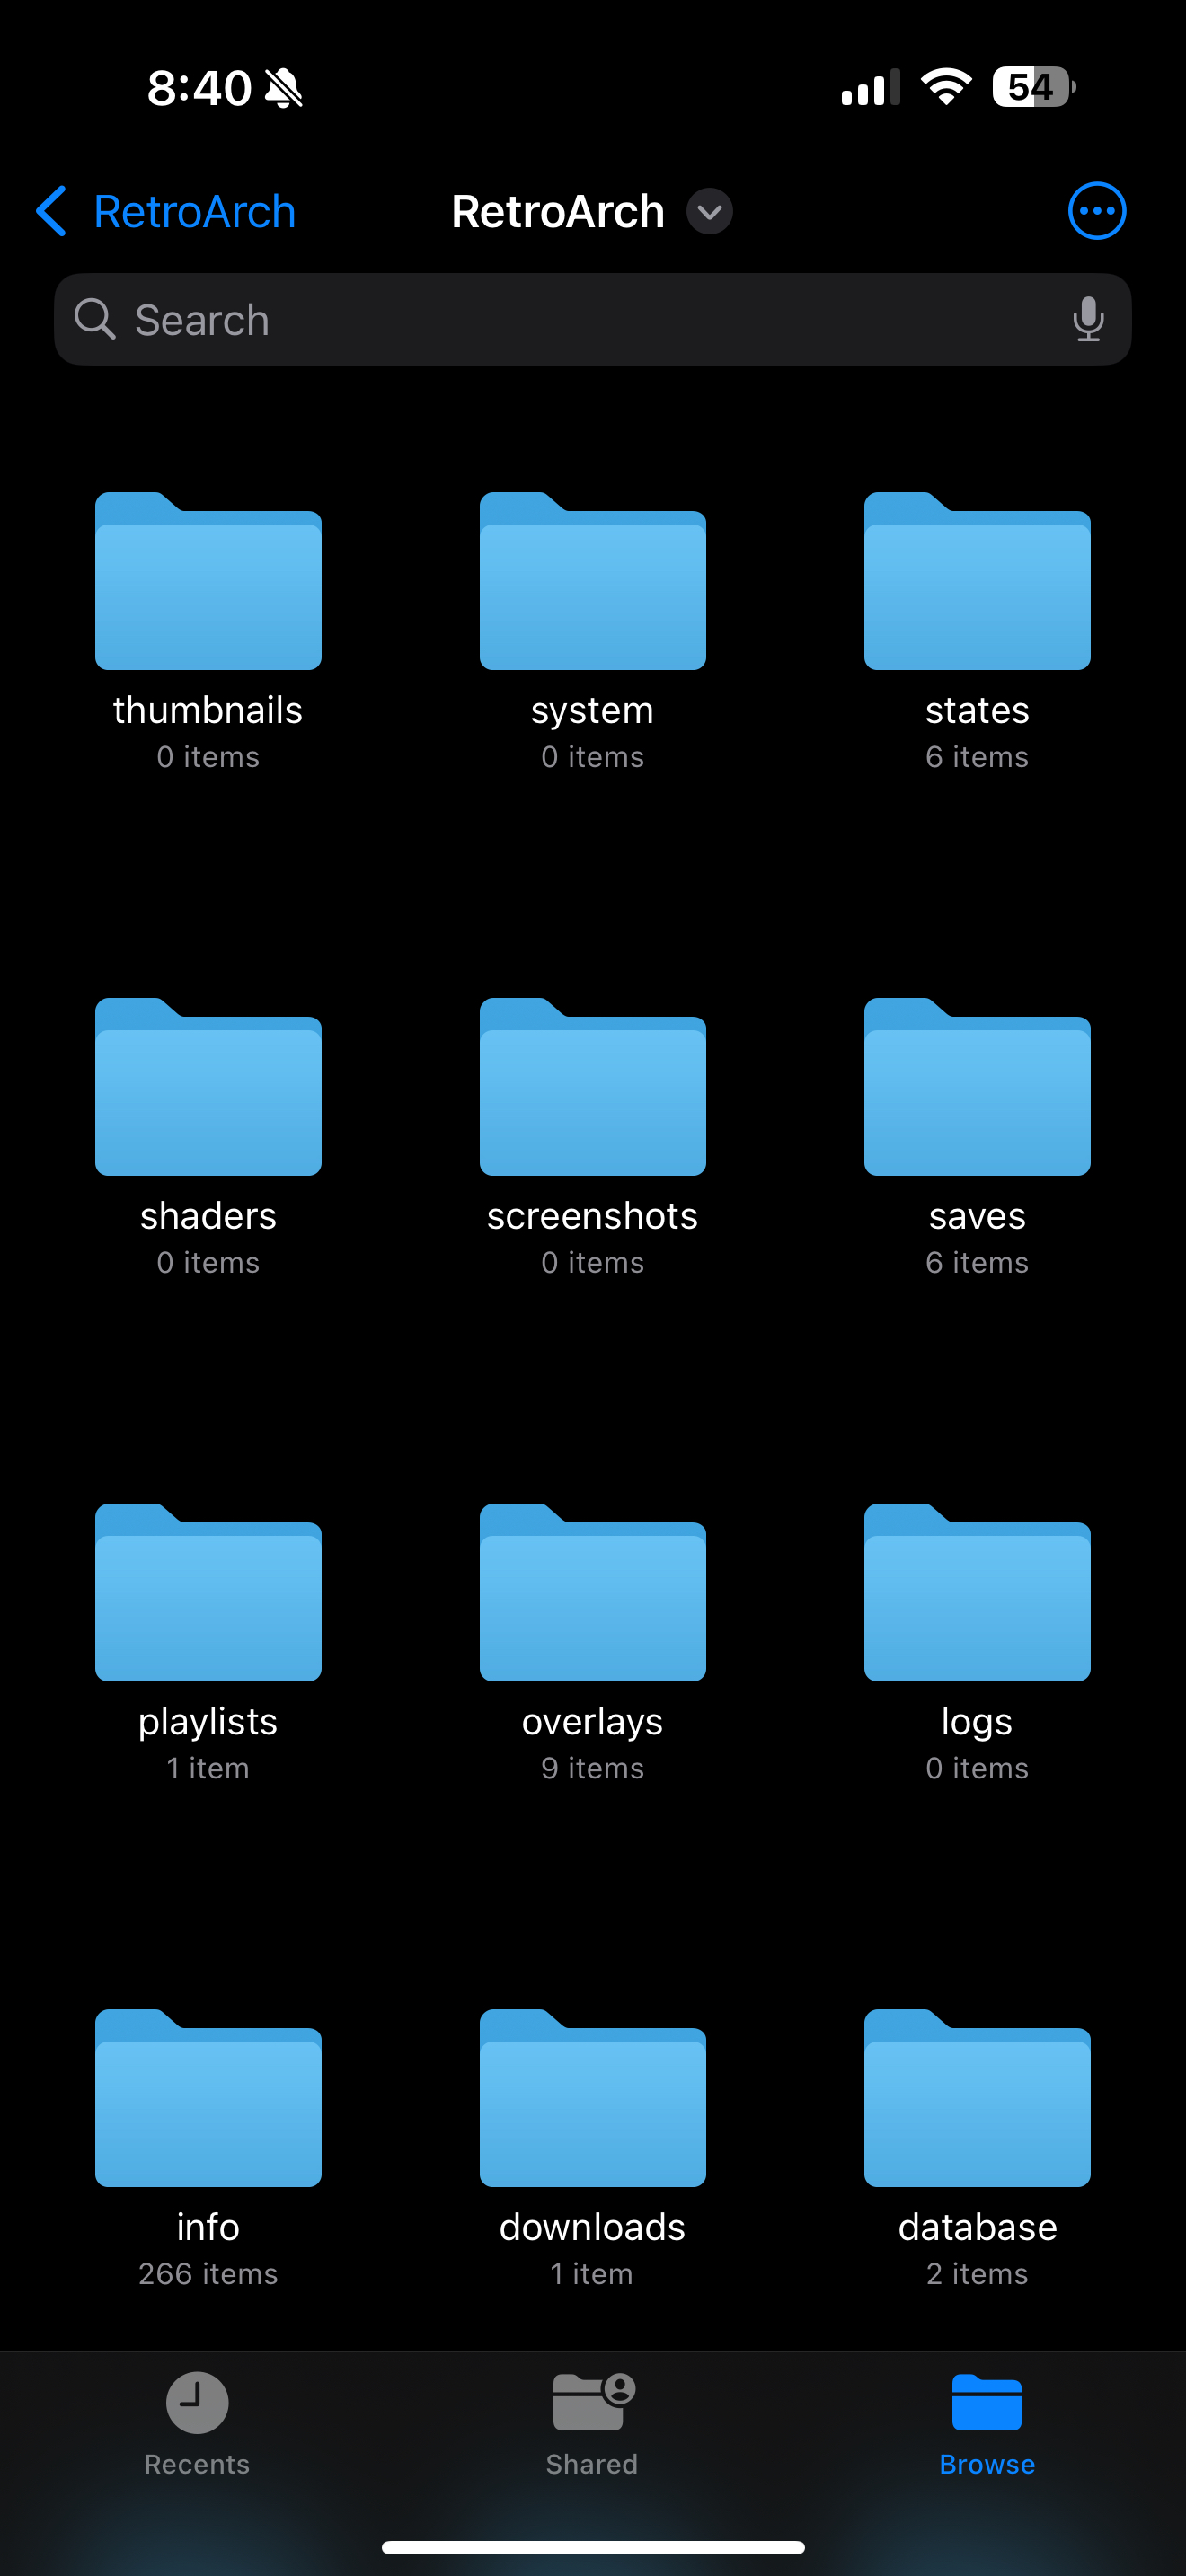 8:40
54
RetroArch
RetroArch
Search
thumbnails
0 items
system
0 items
states
6 items
shaders
0 items
screenshots
0 items
saves
6 items
playlists
1 item
overlays
9 items
logs
0 items
info
266 items
downloads
1 item
database
2 items
Recents
Shared
Browse